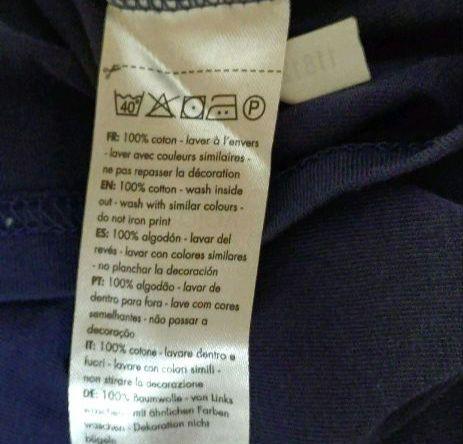 40°
P
FR: 100% coton - laver à l'envers
- laver avec couleurs similaires -
ne pas repasser la décoration
EN: 100% cotton - wash inside
out - wash with similar colours -
do not iron print
ES: 100% algodón - lavar del
revés - lavar con colores similares
- no planchar la decoración
PT: 100% algodão - lavar de
dentro para fora - lave com cores
semelhantes - não passar a
decoração
IT: 100% cotone - lavare dentro e
fuori - lavare con colori simili -
non stirare la decorazione
DE: 100% Baumwolle - von Links
waschen - mit ähnlichen Farben
waschen - Dekoration nicht
bügeln